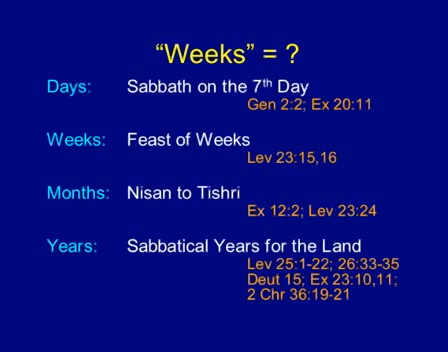 “Weeks” = ?
Days: Sabbath on the 7th Day
Gen 2:2; Ex 20:11
Weeks: Feast of Weeks
Lev 23:15,16
Months: Nisan to Tishri
Ex 12:2; Lev 23:24
Years: Sabbatical Years for the Land
Lev 25:1-22; 26:33-35
Deut 15; Ex 23:10,11;
2 Chr 36:19-21